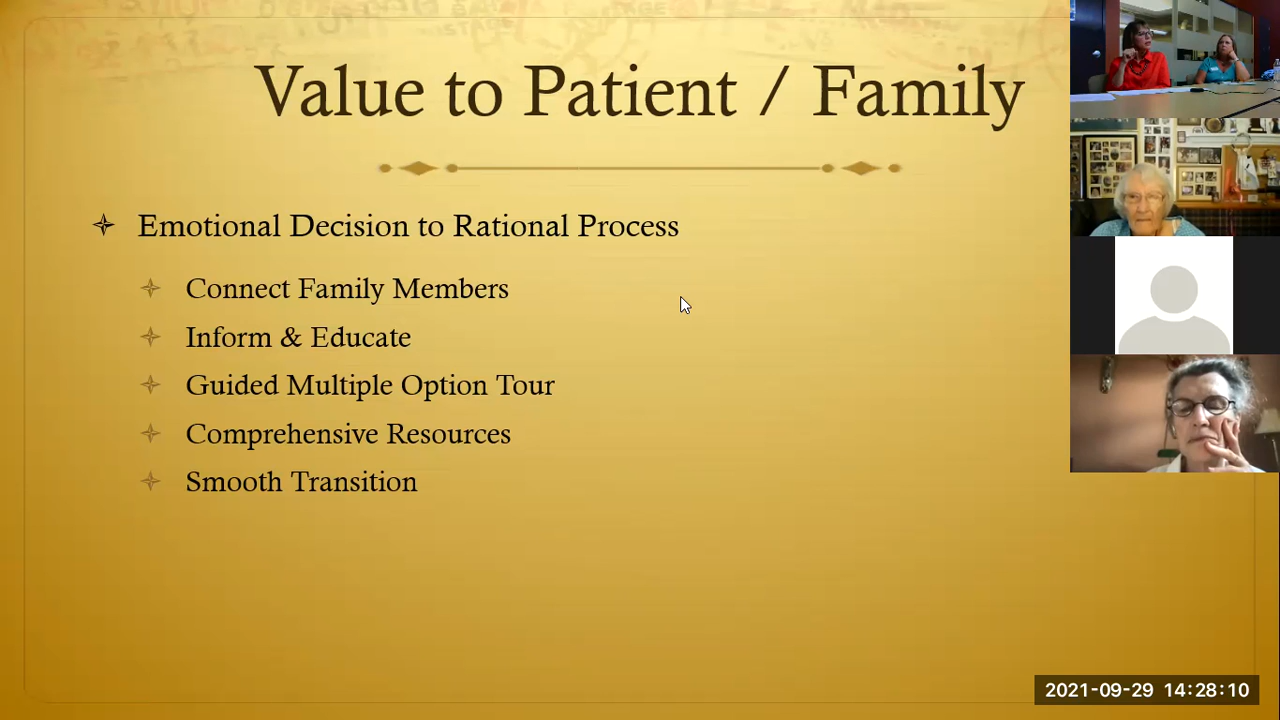 Value to Patient / Family
Emotional Decision to Rational Process
Connect Family Members
Inform & Educate
Guided Multiple Option Tour
Comprehensive Resources
Smooth Transition
2021-09-29 14:28:10